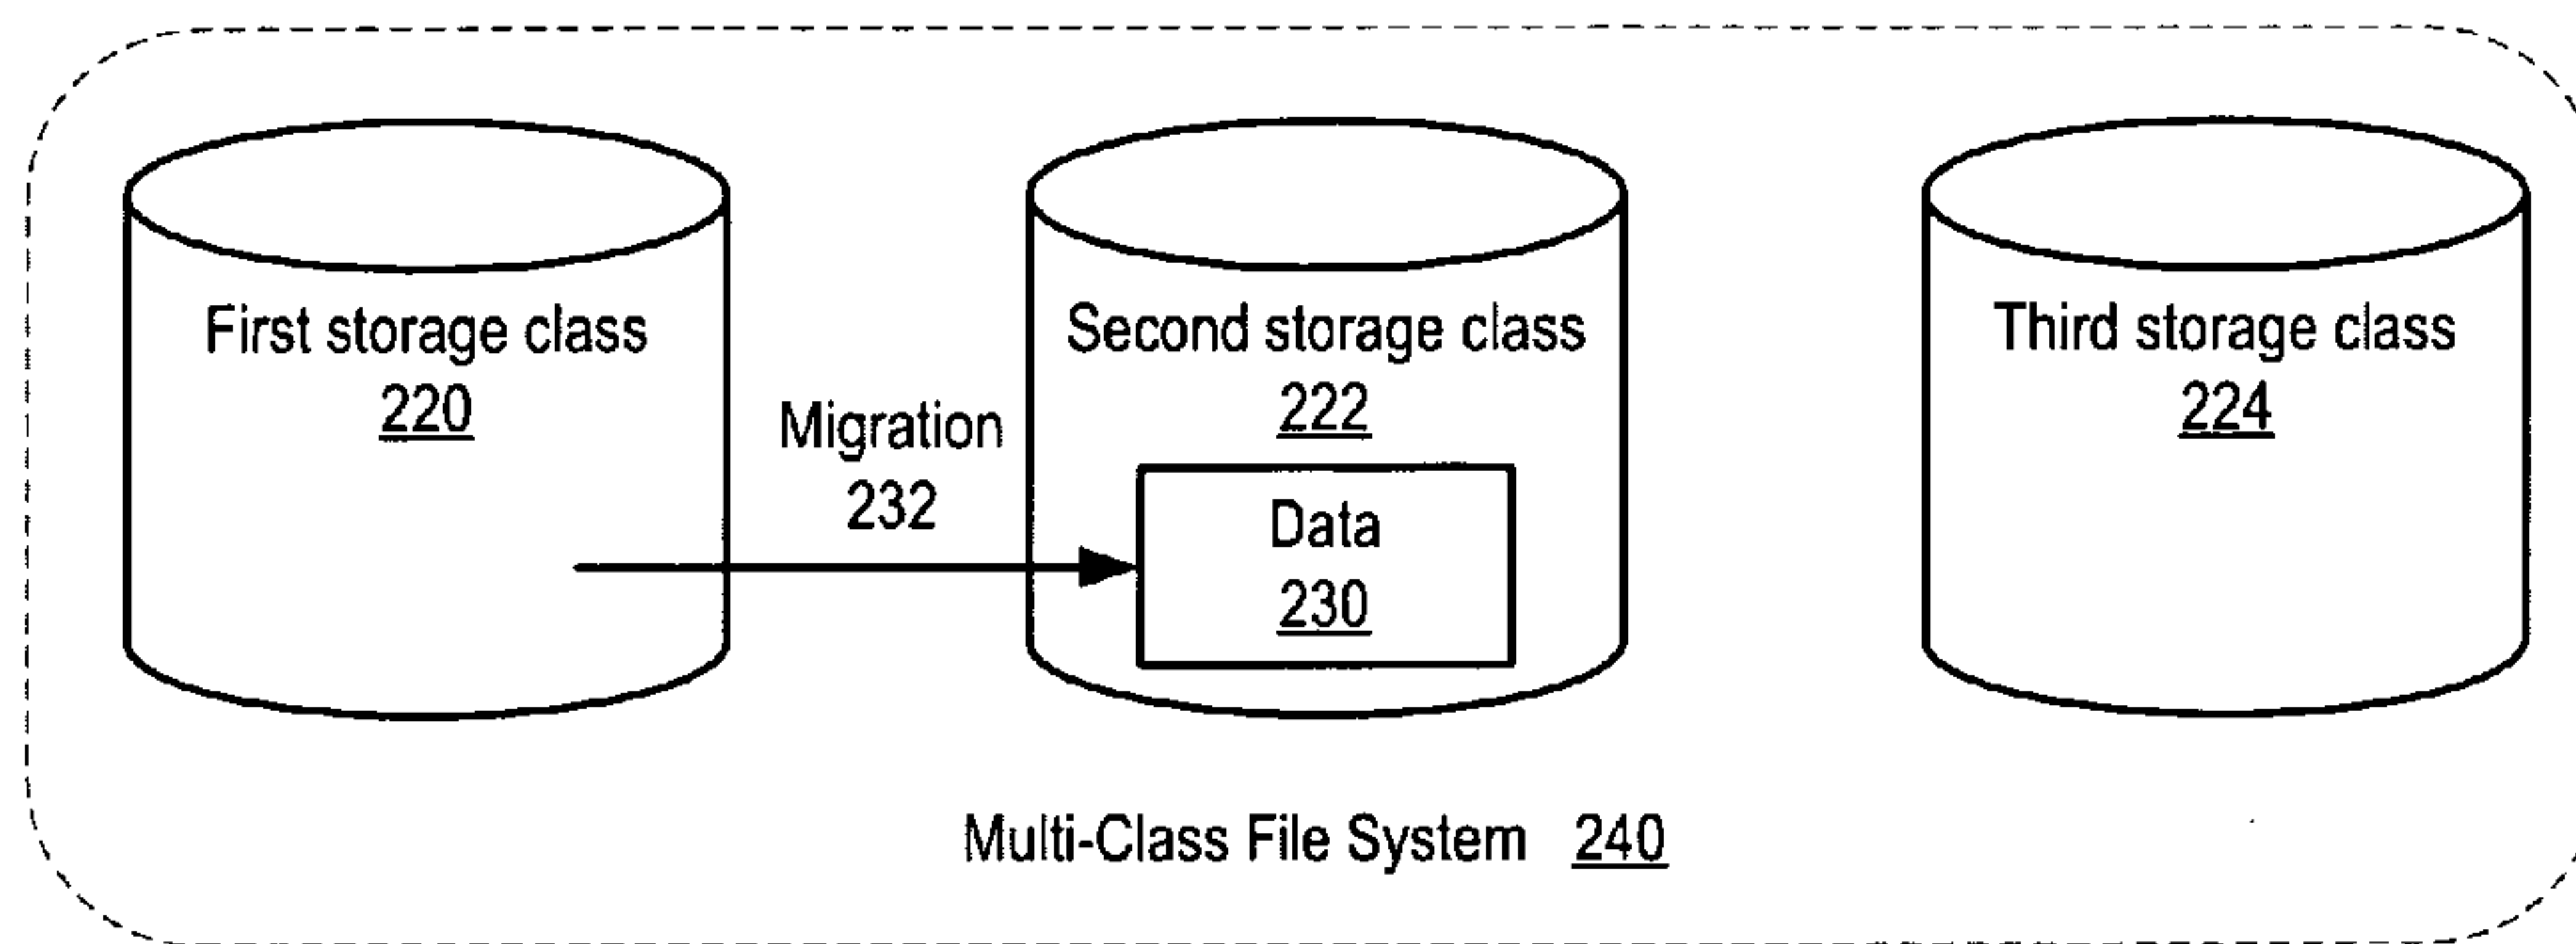 First storage class
220
Migration
232
Second storage class
222
Data
230
Third storage class
224
Multi-Class File System 240